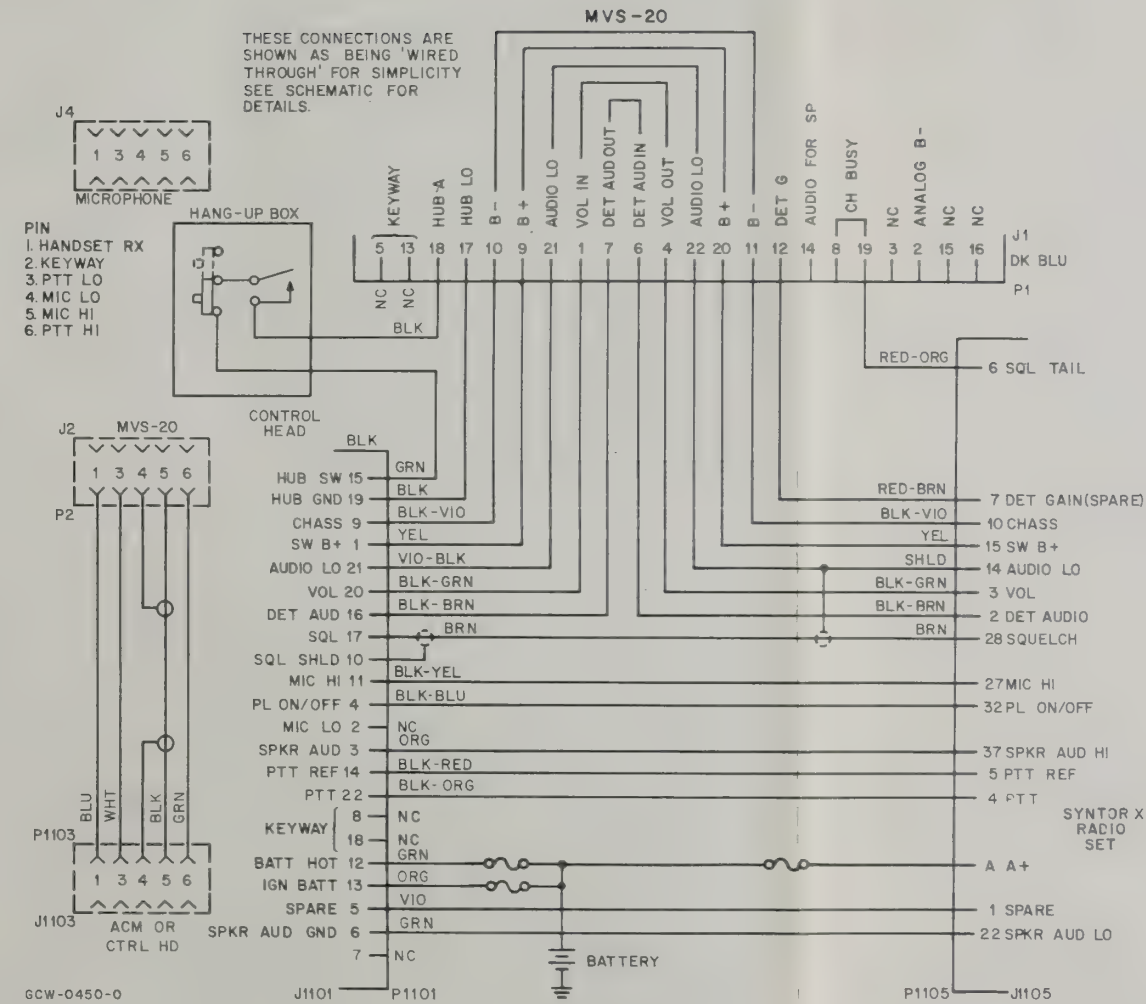 MVS-20
THESE CONNECTIONS ARE
SHOWN AS BEING 'WIRED
THROUGH' FOR SIMPLICITY
SEE SCHEMATIC FOR
DETAILS.
J4
1 3 4 5 6
MICROPHONE
PIN
1. HANDSET RX
2. KEYWAY
3. PTT LO
4. MIC LO
5. MIC HI
6. PTT HI
HANG-UP BOX
KEYWAY
HUB-A
HUB LO
B-
B+
AUDIO LO
VOL IN
DET AUD OUT
DET AUD IN
VOL OUT
AUDIO LO
B+
B-
DET G
AUDIO FOR SP
CH BUSY
NC
ANALOG B-
NC
NC
5 13 18 17 10 9 21 1 7 6 4 22 20 11 12 14 8 19 3 2 15 16
J1
DK BLU
P1
NC
NC
BLK
RED-ORG
6 SQL TAIL
CONTROL
HEAD
J2 MVS-20
1 3 4 5 6
P2
BLU
WHT
BLK
GRN
P1103
1 3 4 5 6
J1103
ACM OR
CTRL HD
BLK
HUB SW 15 GRN
HUB GND 19 BLK
RED-BRN 7 DET GAIN(SPARE)
CHASS 9 BLK-VIO
BLK-VIO 10 CHASS
SW B+ 1 YEL
YEL 15 SW B+
AUDIO LO 21 VIO-BLK
SHLD 14 AUDIO LO
VOL 20 BLK-GRN
BLK-GRN 3 VOL
DET AUD 16 BLK-BRN
BLK-BRN 2 DET AUDIO
SQL 17 BRN
BRN 28 SQUELCH
SQL SHLD 10
MIC HI 11 BLK-YEL
27 MIC HI
PL ON/OFF 4 BLK-BLU
32 PL ON/OFF
MIC LO 2 NC
SPKR AUD 3 ORG
37 SPKR AUD HI
PTT REF 14 BLK-RED
5 PTT REF
PTT 22 BLK-ORG
4 PTT
KEYWAY
8 NC
18 NC
SYNTOR X
RADIO
SET
BATT HOT 12 GRN
A A+
IGN BATT 13 ORG
SPARE 5 VIO
1 SPARE
SPKR AUD GND 6 GRN
22 SPKR AUD LO
7 NC
BATTERY
GCW-0450-0
J1101 P1101
P1105 J1105